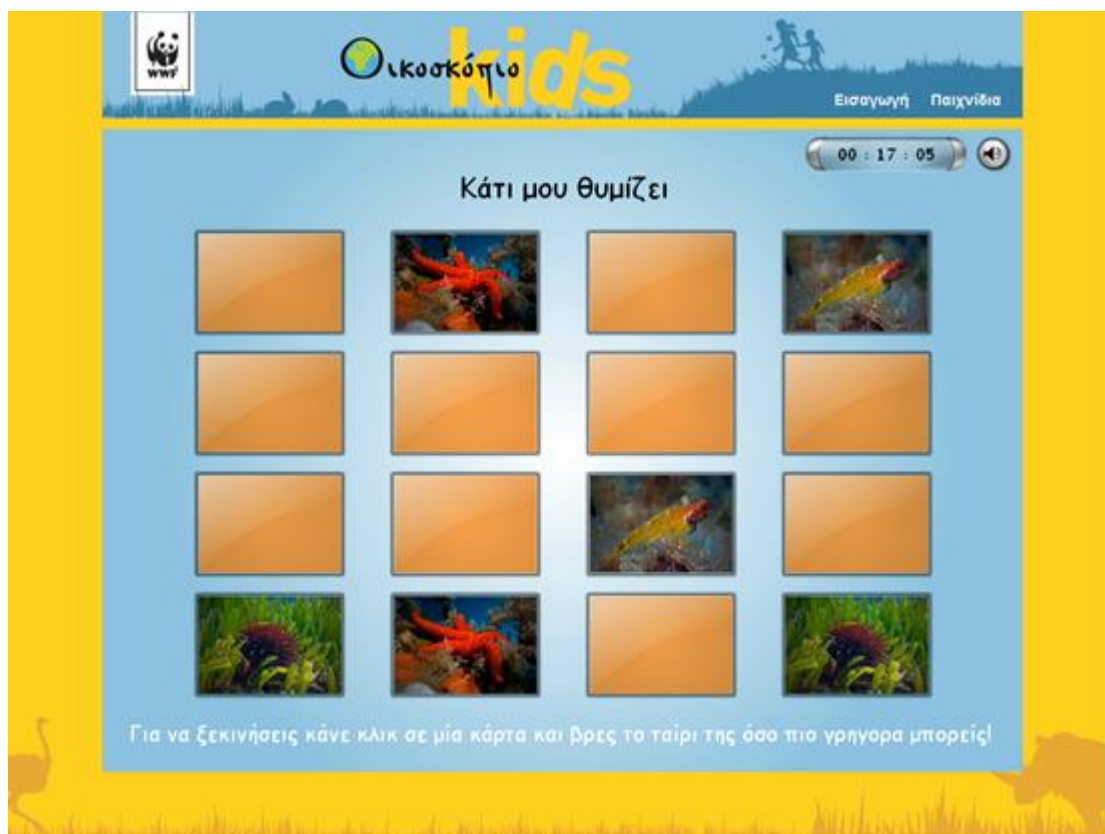 WWF
Οικοσκόπιο kids
Εισαγωγή Παιχνίδια
00 : 17 : 05
Κάτι μου θυμίζει
Για να ξεκινήσεις κάνε κλικ σε μία κάρτα και βρες το ταίρι της όσο πιο γρηγορα μπορείς!